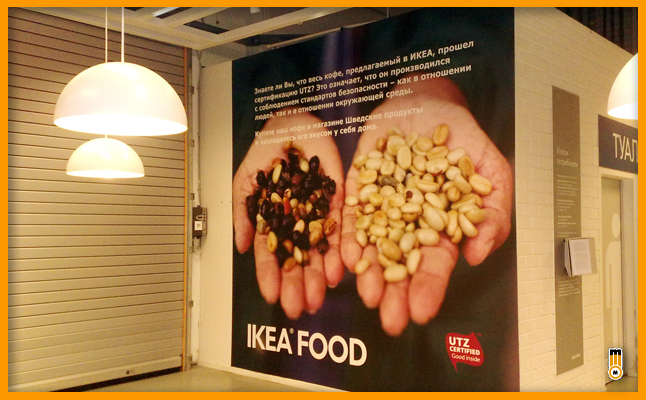 Знаете ли Вы, что весь кофе, предлагаемый в ИКЕА, прошел
сертификацию UTZ? Это означает, что он производился
с соблюдением стандартов безопасности – как в отношении
людей, так и в отношении окружающей среды.
Купите наш кофе в магазине Шведские продукты
и насладитесь его вкусом у себя дома.
IKEA® FOOD
UTZ
CERTIFIED
Good inside
ТУАЛ